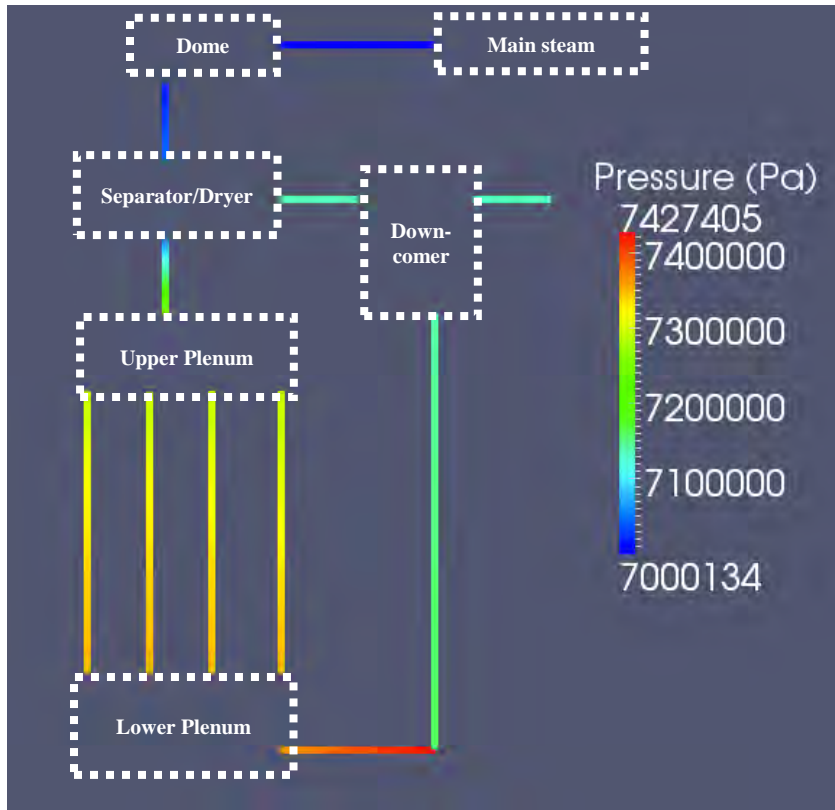 Dome
Main steam
Separator/Dryer
Down-
comer
Upper Plenum
Lower Plenum
Pressure (Pa)
7427405
7400000
7300000
7200000
7100000
7000134